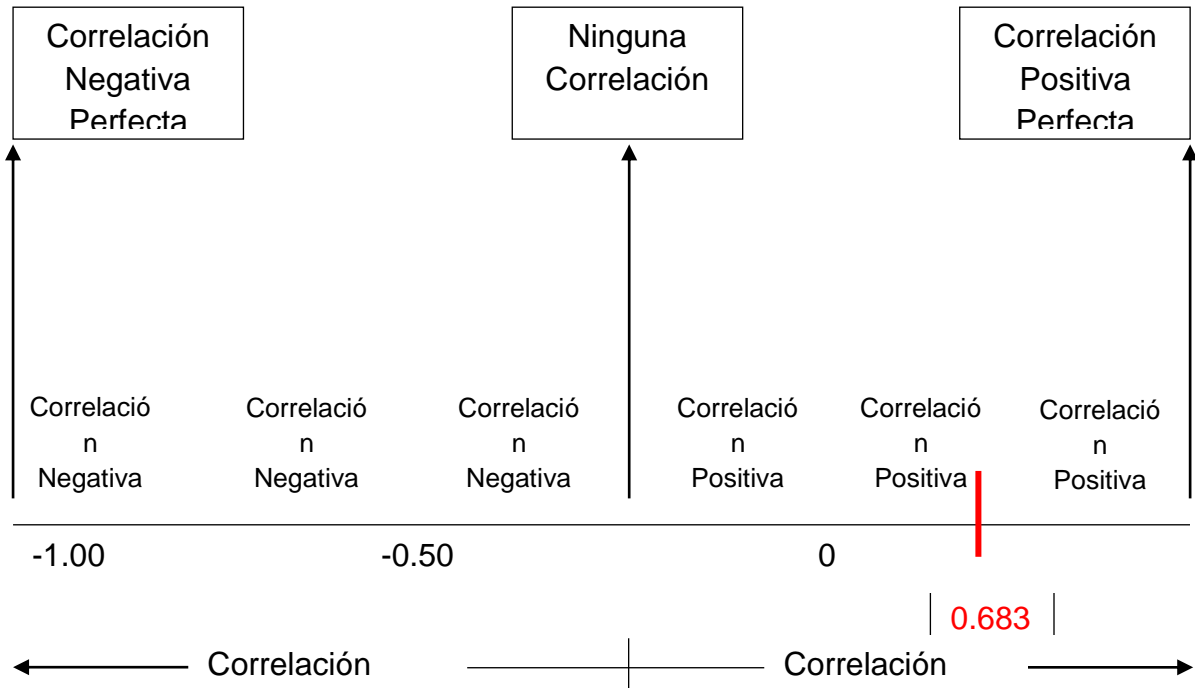 Correlación
Negativa
Perfecta
Ninguna
Correlación
Correlación
Positiva
Perfecta
Correlació
n
Negativa
Correlació
n
Negativa
Correlació
n
Negativa
Correlació
n
Positiva
Correlació
n
Positiva
Correlació
n
Positiva
-1.00
-0.50
0
0.683
Correlación
Correlación